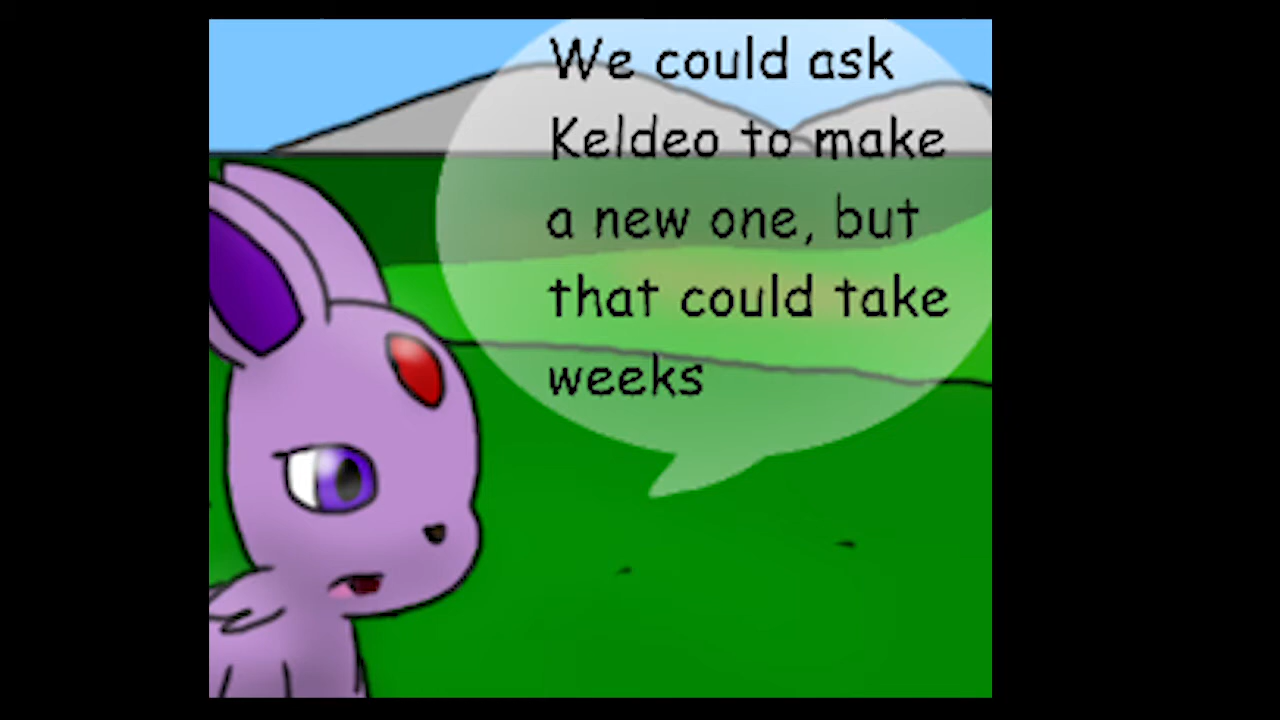 We could ask
Keldeo to make
a new one, but
that could take
weeks